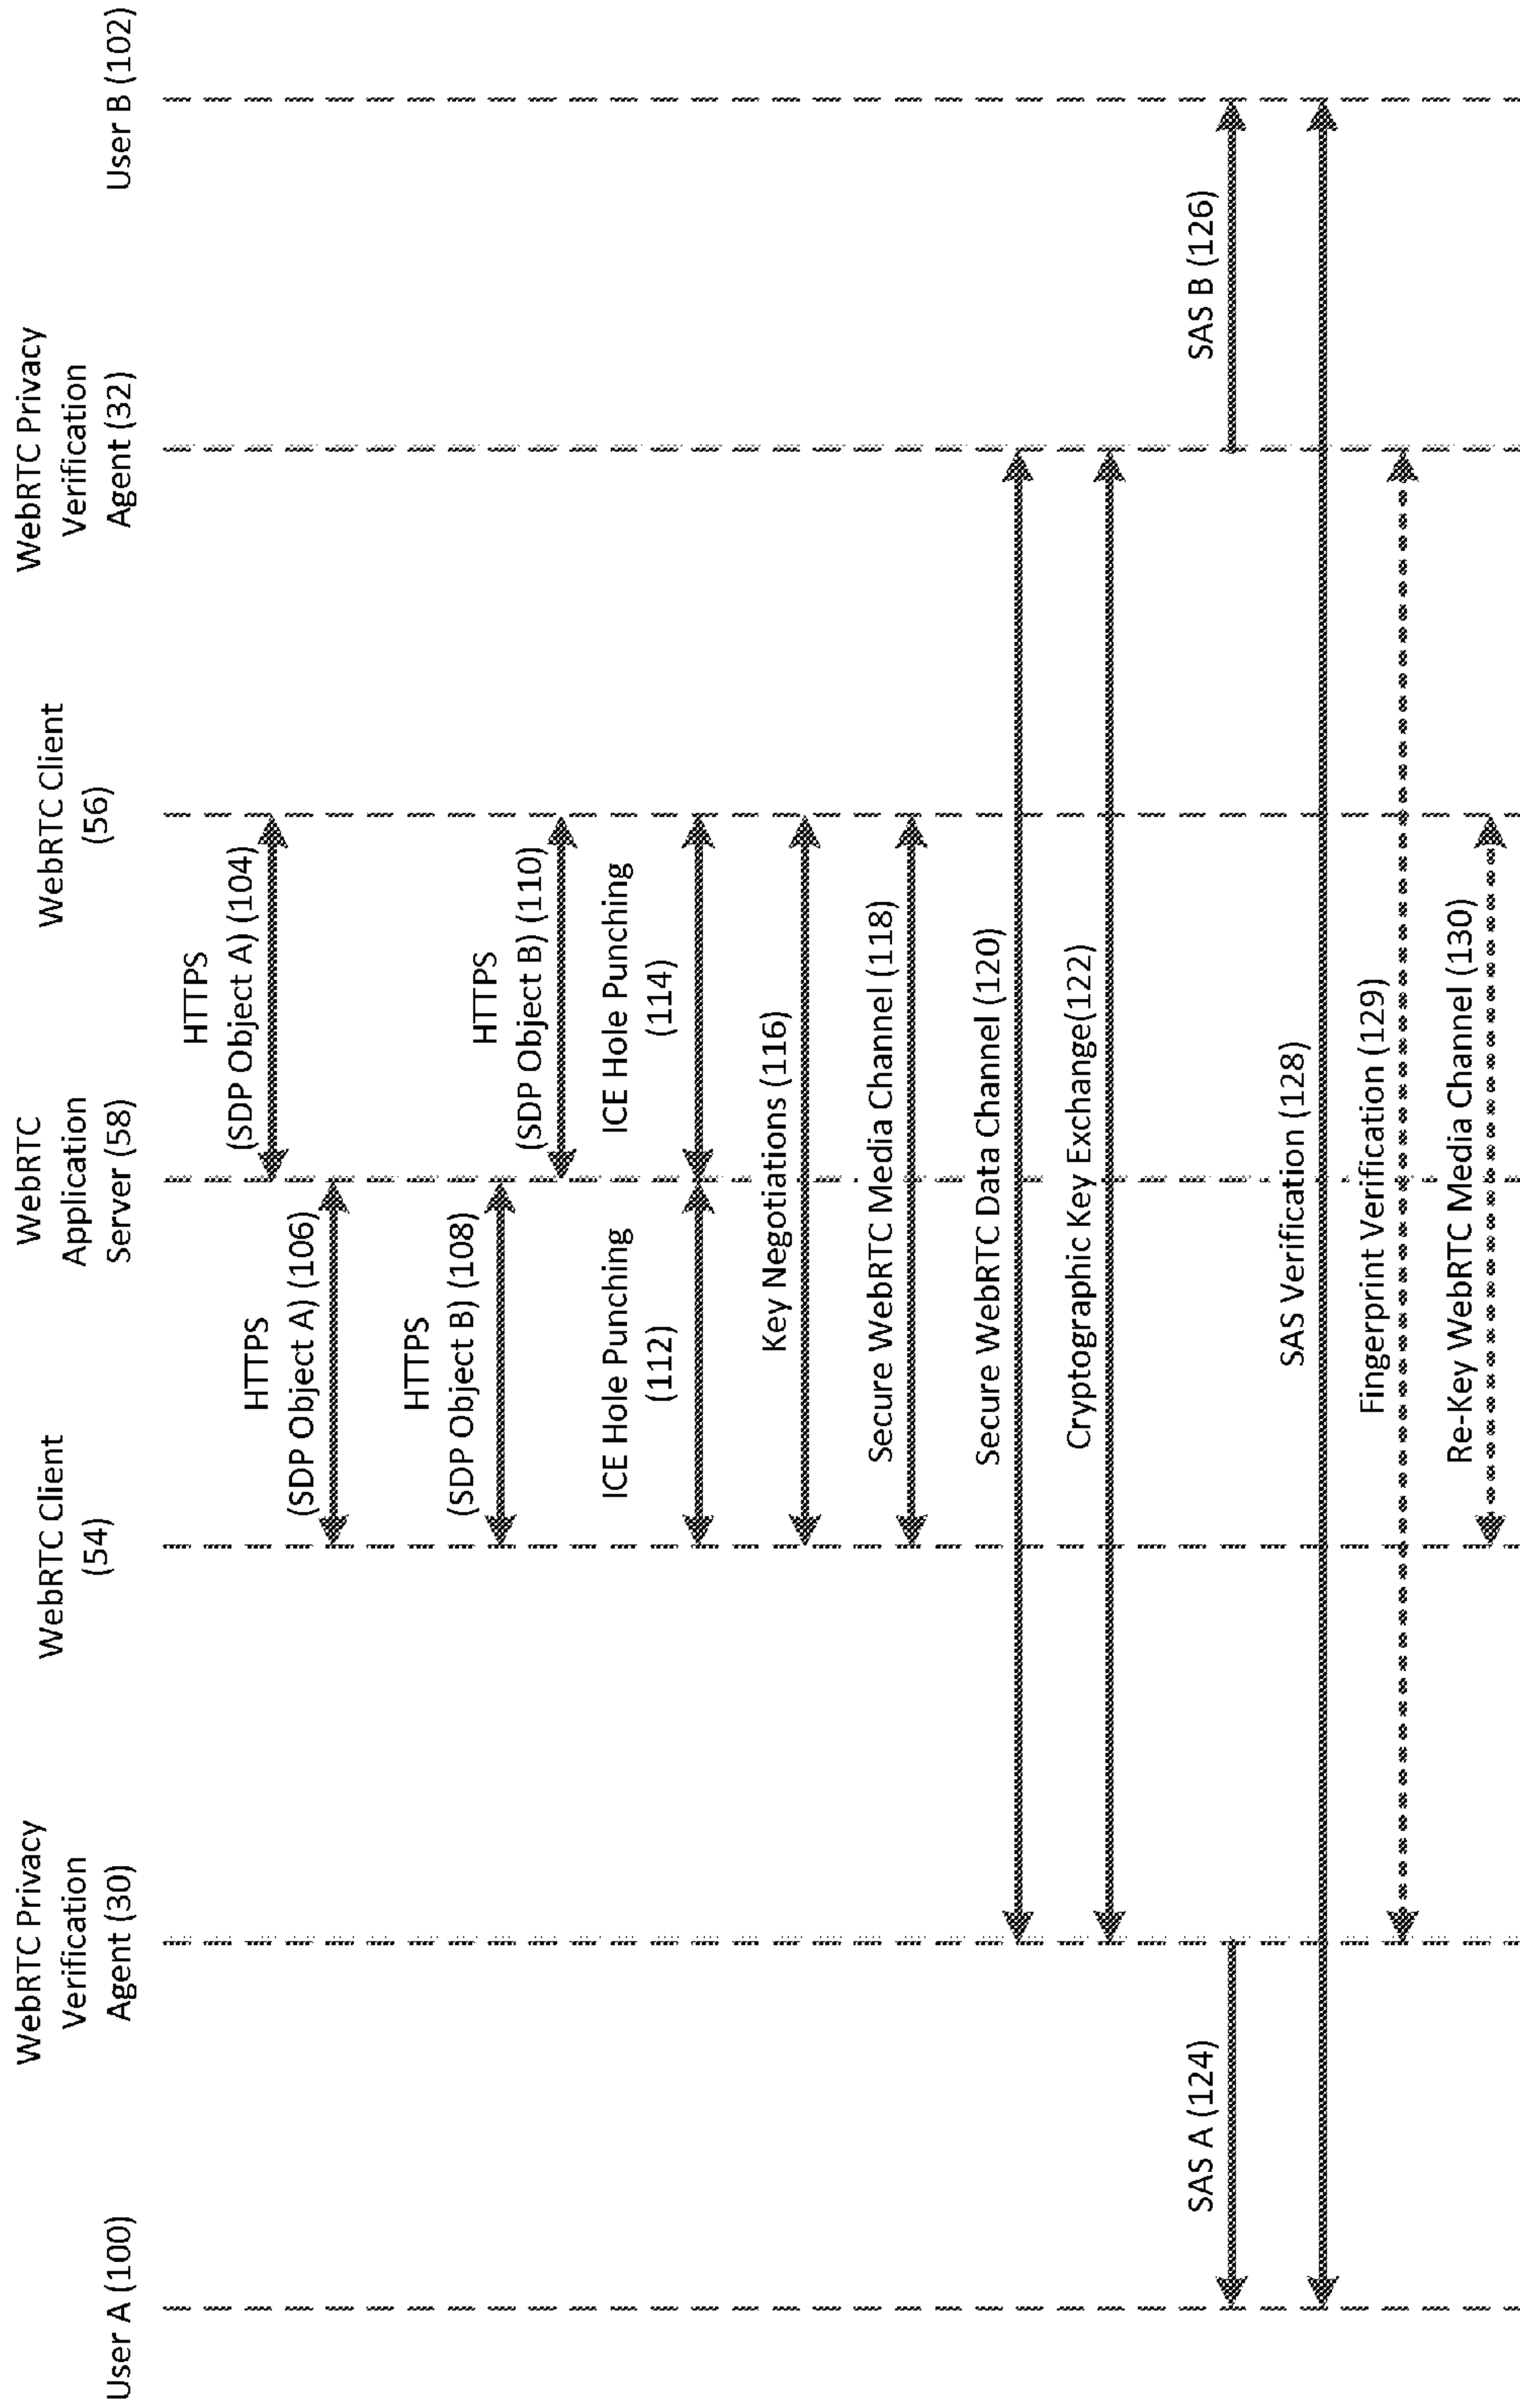 User A (100)
WebRTC Privacy
Verification
Agent (30)
WebRTC Client
(54)
WebRTC
Application
Server (58)
WebRTC Client
(56)
WebRTC Privacy
Verification
Agent (32)
User B (102)
HTTPS
(SDP Object A) (104)
HTTPS
(SDP Object A) (106)
HTTPS
(SDP Object B) (108)
HTTPS
(SDP Object B) (110)
ICE Hole Punching
(112)
ICE Hole Punching
(114)
Key Negotiations (116)
Secure WebRTC Media Channel (118)
Secure WebRTC Data Channel (120)
Cryptographic Key Exchange(122)
SAS A (124)
SAS B (126)
SAS Verification (128)
Fingerprint Verification (129)
Re-Key WebRTC Media Channel (130)